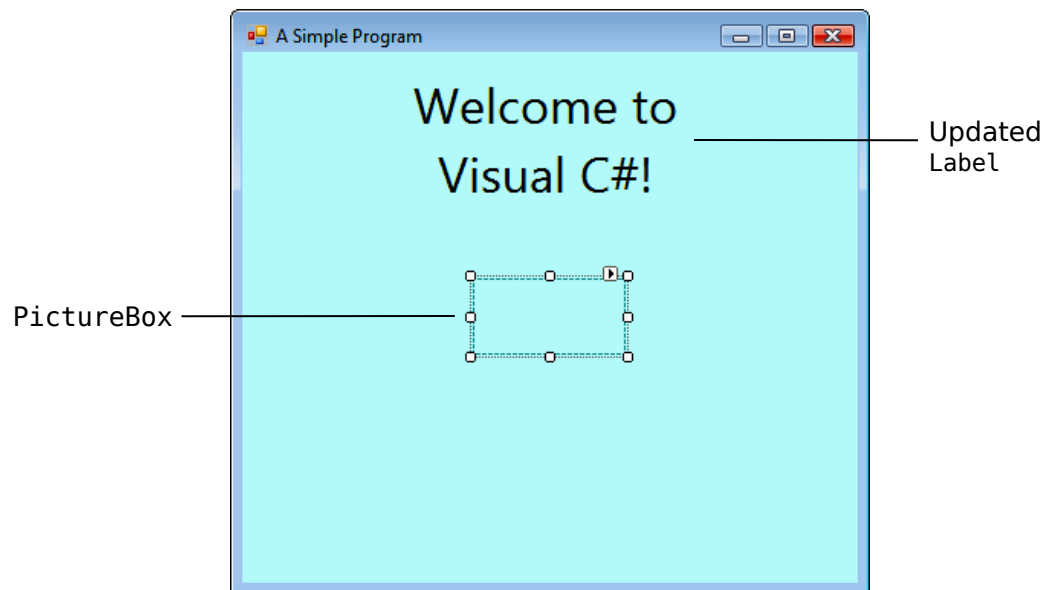 A Simple Program
Welcome to
Visual C#!
Updated
Label
PictureBox